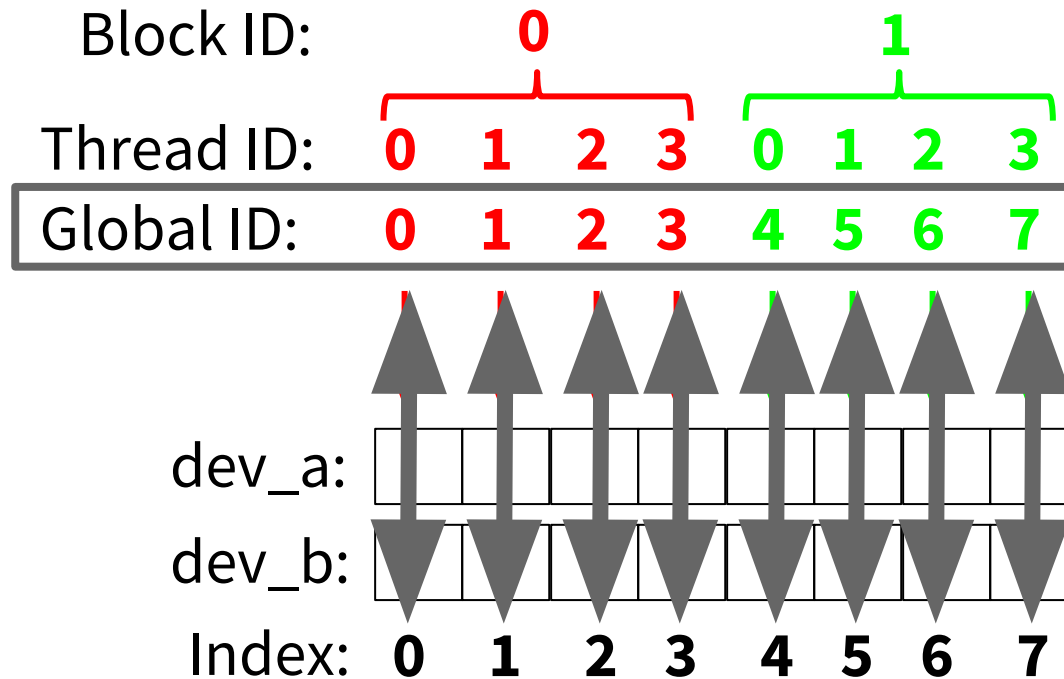 Block ID: 0 1
Thread ID: 0 1 2 3 0 1 2 3
Global ID: 0 1 2 3 4 5 6 7
dev_a:
dev_b:
Index: 0 1 2 3 4 5 6 7